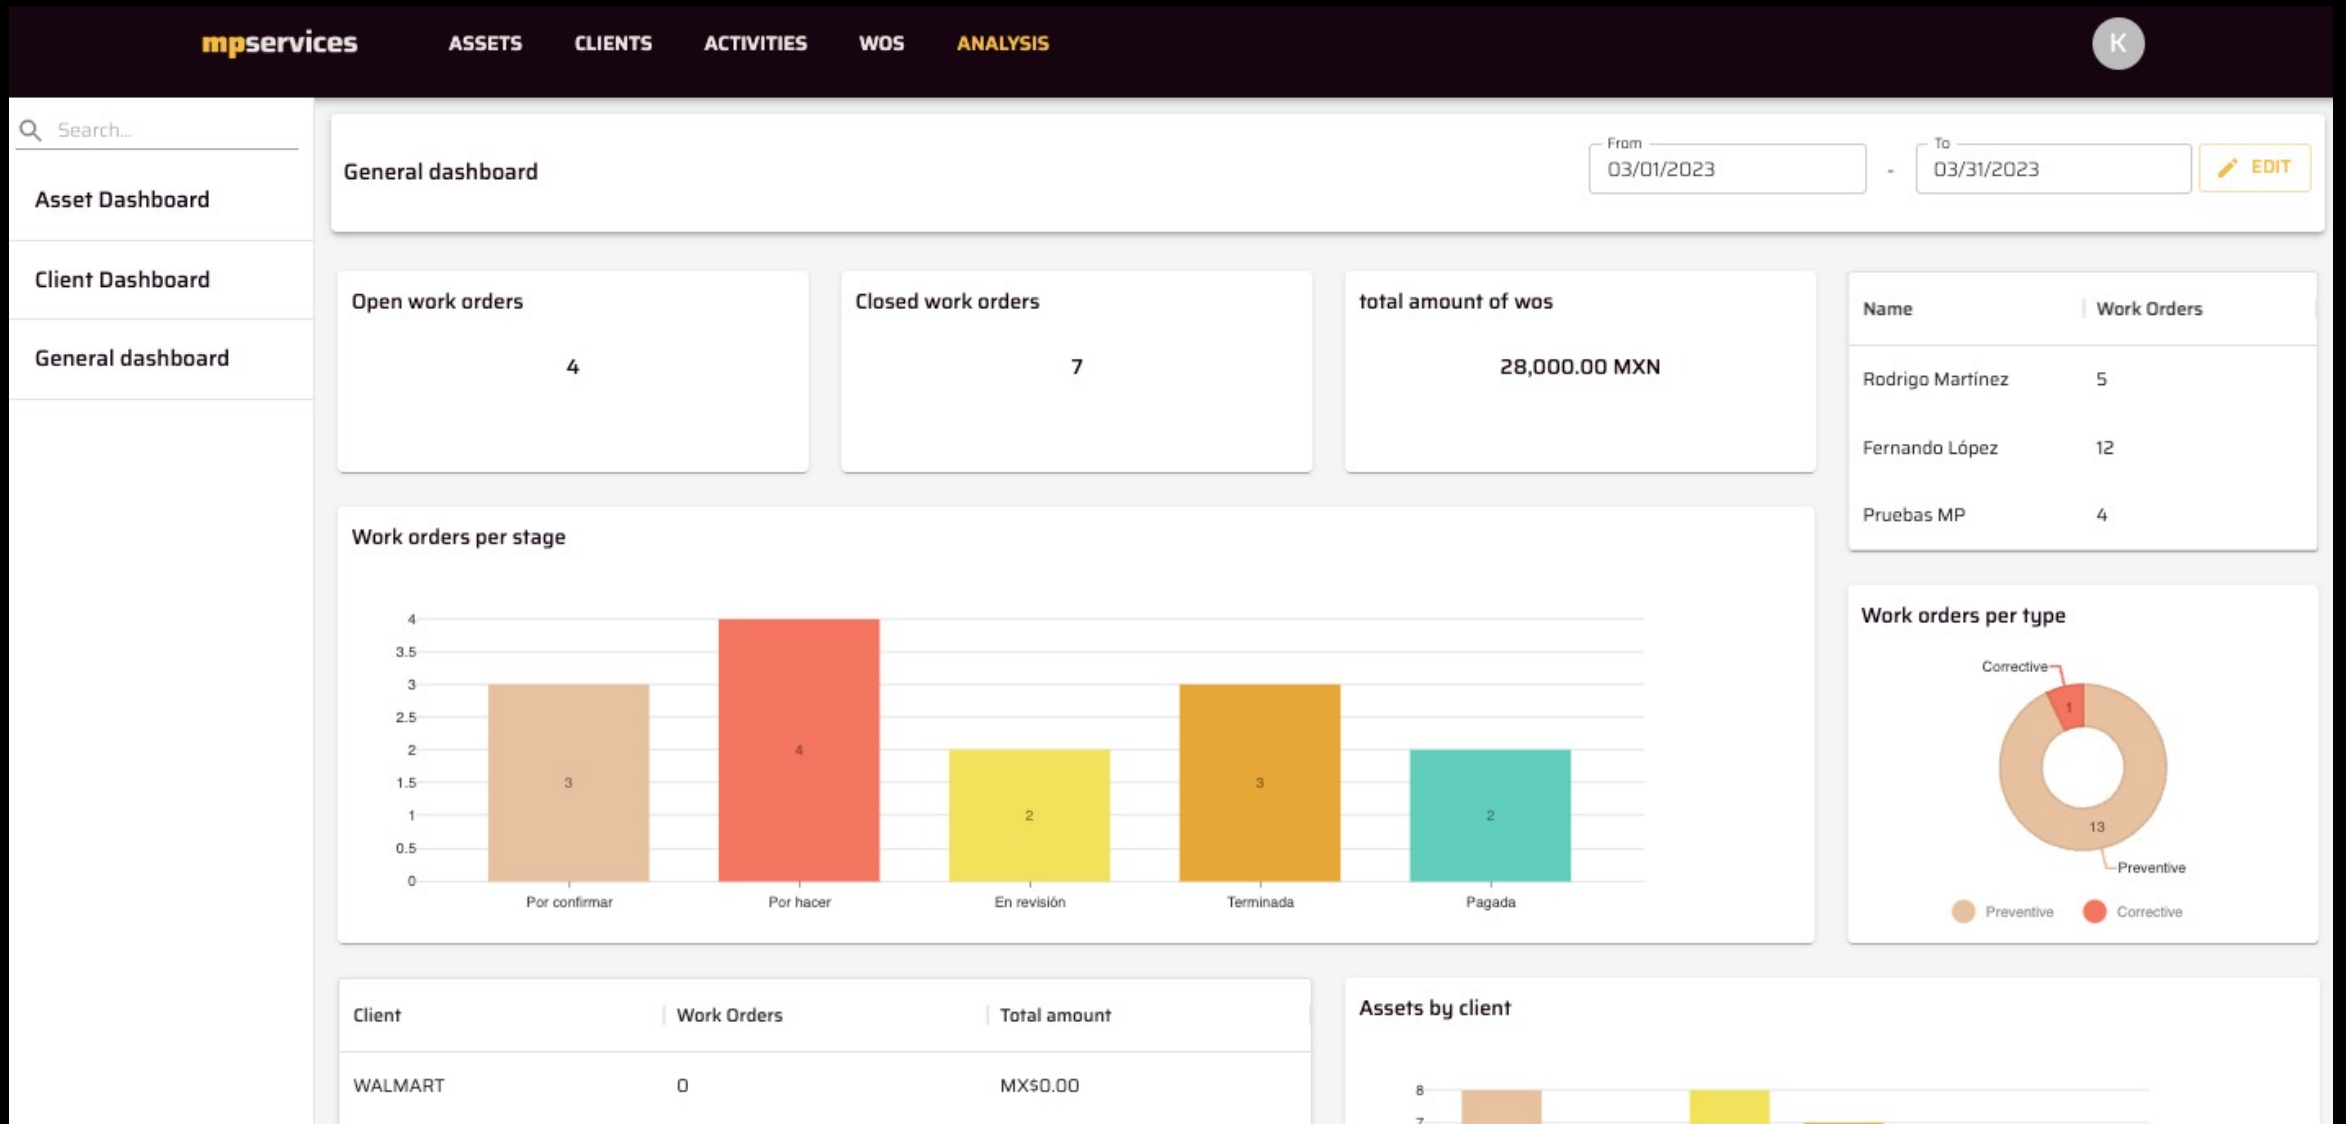 mpservices ASSETS CLIENTS ACTIVITIES WOS ANALYSIS K
Search...
Asset Dashboard
Client Dashboard
General dashboard
General dashboard
From
03/01/2023
-
To
03/31/2023
EDIT
Open work orders
4
Closed work orders
7
total amount of wos
28,000.00 MXN
Name Work Orders
Rodrigo Martínez 5
Fernando López 12
Pruebas MP 4
Work orders per stage
4
3.5
3
2.5
2
1.5
1
0.5
0
3
4
2
3
2
Por confirmar Por hacer En revisión Terminada Pagada
Work orders per type
Corrective
1
13
Preventive
Preventive Corrective
Client Work Orders Total amount
WALMART 0 MX$0.00
Assets by client
8
7